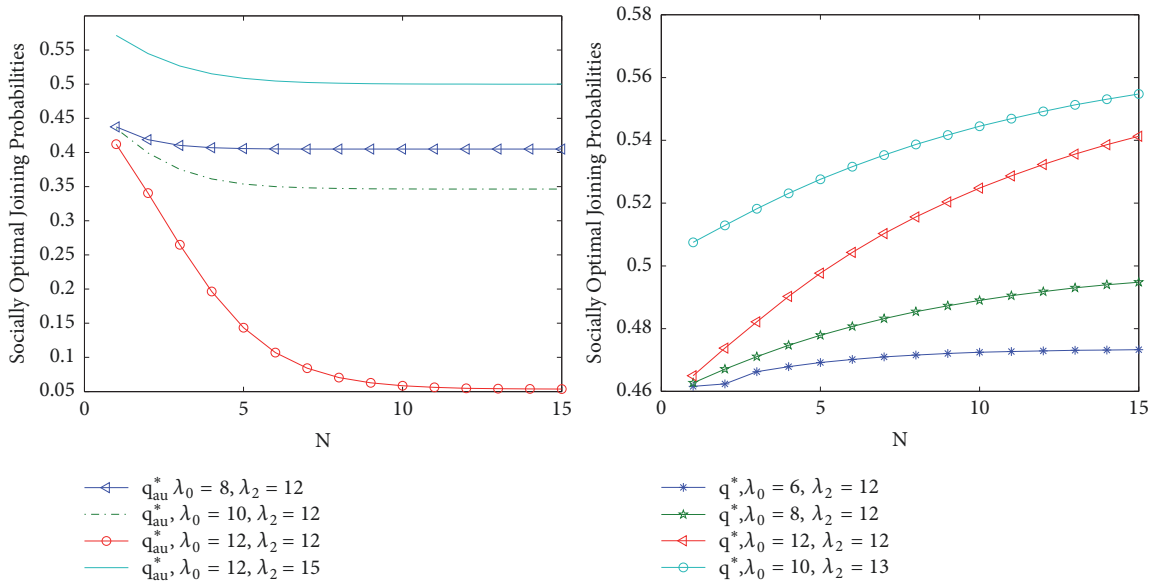 Socially Optimal Joining Probabilities
0.55
0.5
0.45
0.4
0.35
0.3
0.25
0.2
0.15
0.1
0.05
0
5
10
15
N
q*au λ0 = 8, λ2 = 12
q*au, λ0 = 10, λ2 = 12
q*au, λ0 = 12, λ2 = 12
q*au, λ0 = 12, λ2 = 15
Socially Optimal Joining Probabilities
0.58
0.56
0.54
0.52
0.5
0.48
0.46
0
5
10
15
N
q*,λ0 = 6, λ2 = 12
q*,λ0 = 8, λ2 = 12
q*,λ0 = 12, λ2 = 12
q*,λ0 = 10, λ2 = 13